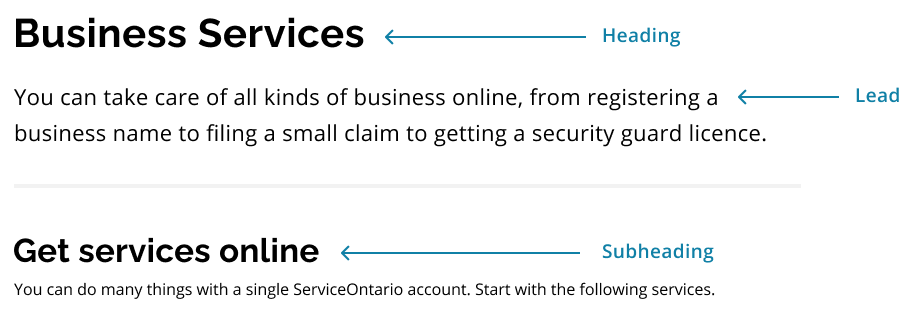 Business Services
Heading
You can take care of all kinds of business online, from registering a
Lead
business name to filing a small claim to getting a security guard licence.
Get services online
Subheading
You can do many things with a single ServiceOntario account. Start with the following services.